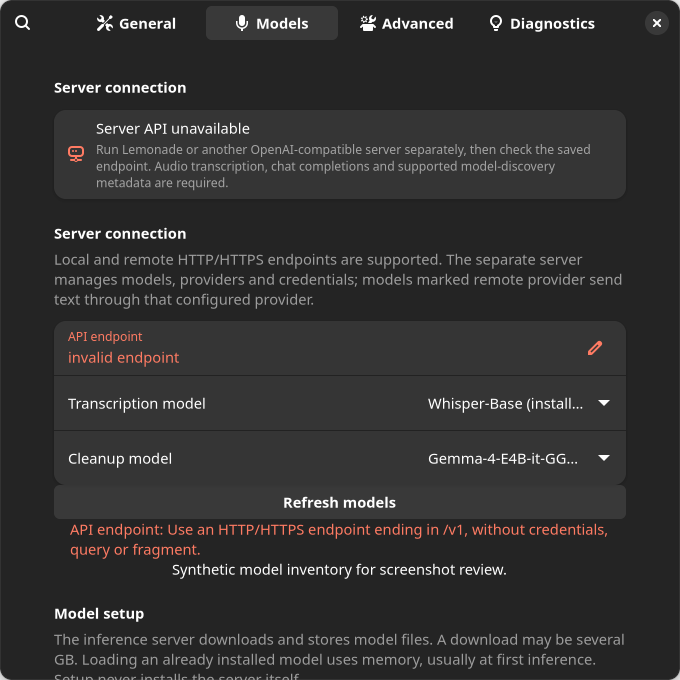 General
Models
Advanced
Diagnostics
Server connection
Server API unavailable
Run Lemonade or another OpenAI-compatible server separately, then check the saved
endpoint. Audio transcription, chat completions and supported model-discovery
metadata are required.
Server connection
Local and remote HTTP/HTTPS endpoints are supported. The separate server
manages models, providers and credentials; models marked remote provider send
text through that configured provider.
API endpoint
invalid endpoint
Transcription model
Whisper-Base (install...
Cleanup model
Gemma-4-E4B-it-GG...
Refresh models
API endpoint: Use an HTTP/HTTPS endpoint ending in /v1, without credentials,
query or fragment.
Synthetic model inventory for screenshot review.
Model setup
The inference server downloads and stores model files. A download may be several
GB. Loading an already installed model uses memory, usually at first inference.
Setup never installs the server itself.